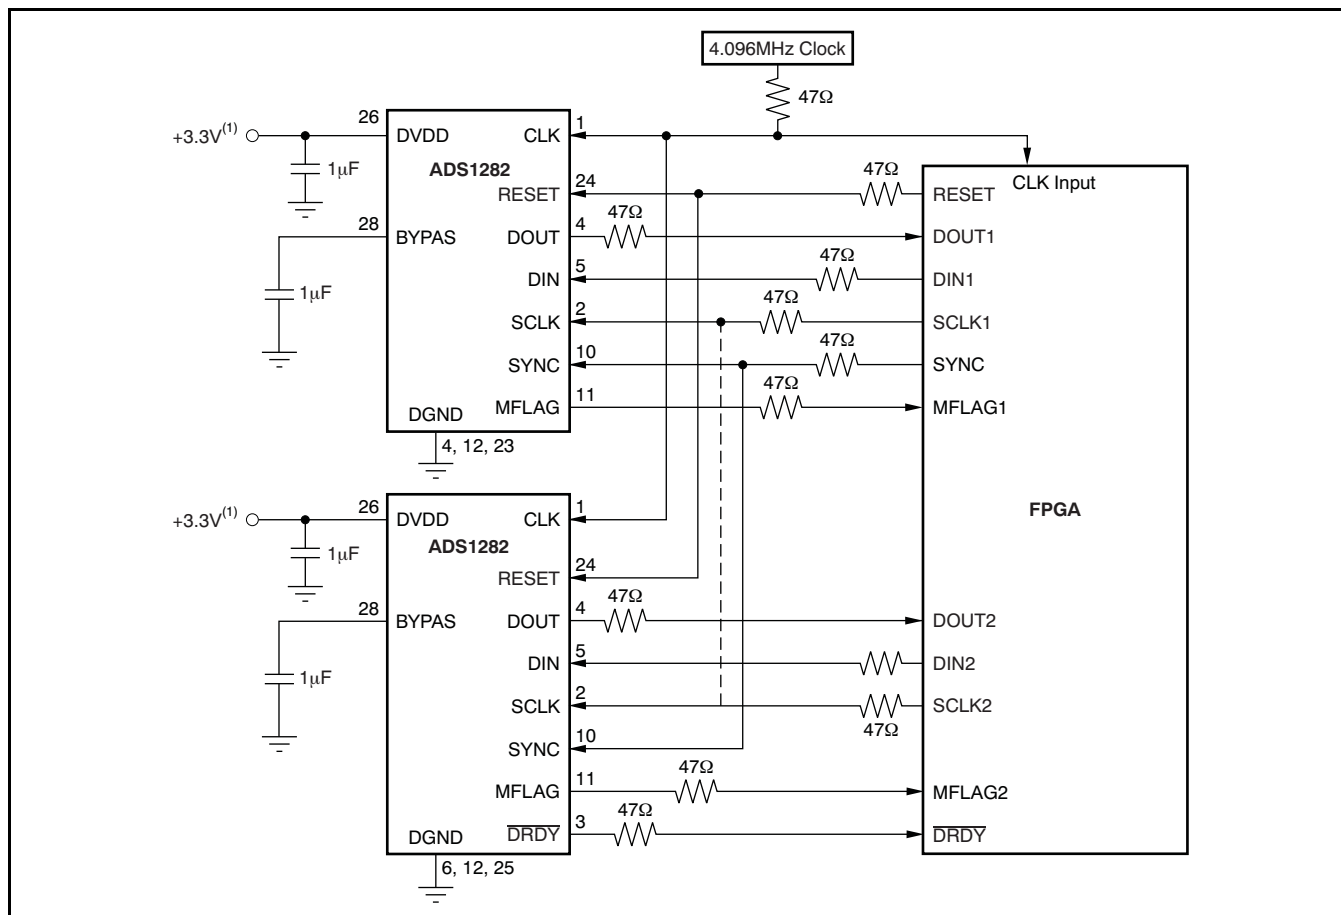 4.096MHz Clock
47Ω
+3.3V(1)
1μF
26
DVDD
CLK
1
ADS1282
RESET
24
47Ω
RESET
CLK Input
28
BYPAS
DOUT
4
47Ω
DOUT1
1μF
DIN
5
47Ω
DIN1
SCLK
2
47Ω
SCLK1
SYNC
10
47Ω
SYNC
MFLAG
11
47Ω
MFLAG1
DGND
4, 12, 23
FPGA
+3.3V(1)
1μF
26
DVDD
CLK
1
ADS1282
RESET
24
28
BYPAS
DOUT
4
47Ω
DOUT2
1μF
DIN
5
DIN2
SCLK
2
47Ω
SCLK2
SYNC
10
MFLAG
11
47Ω
MFLAG2
DRDY
3
47Ω
DRDY
DGND
6, 12, 25